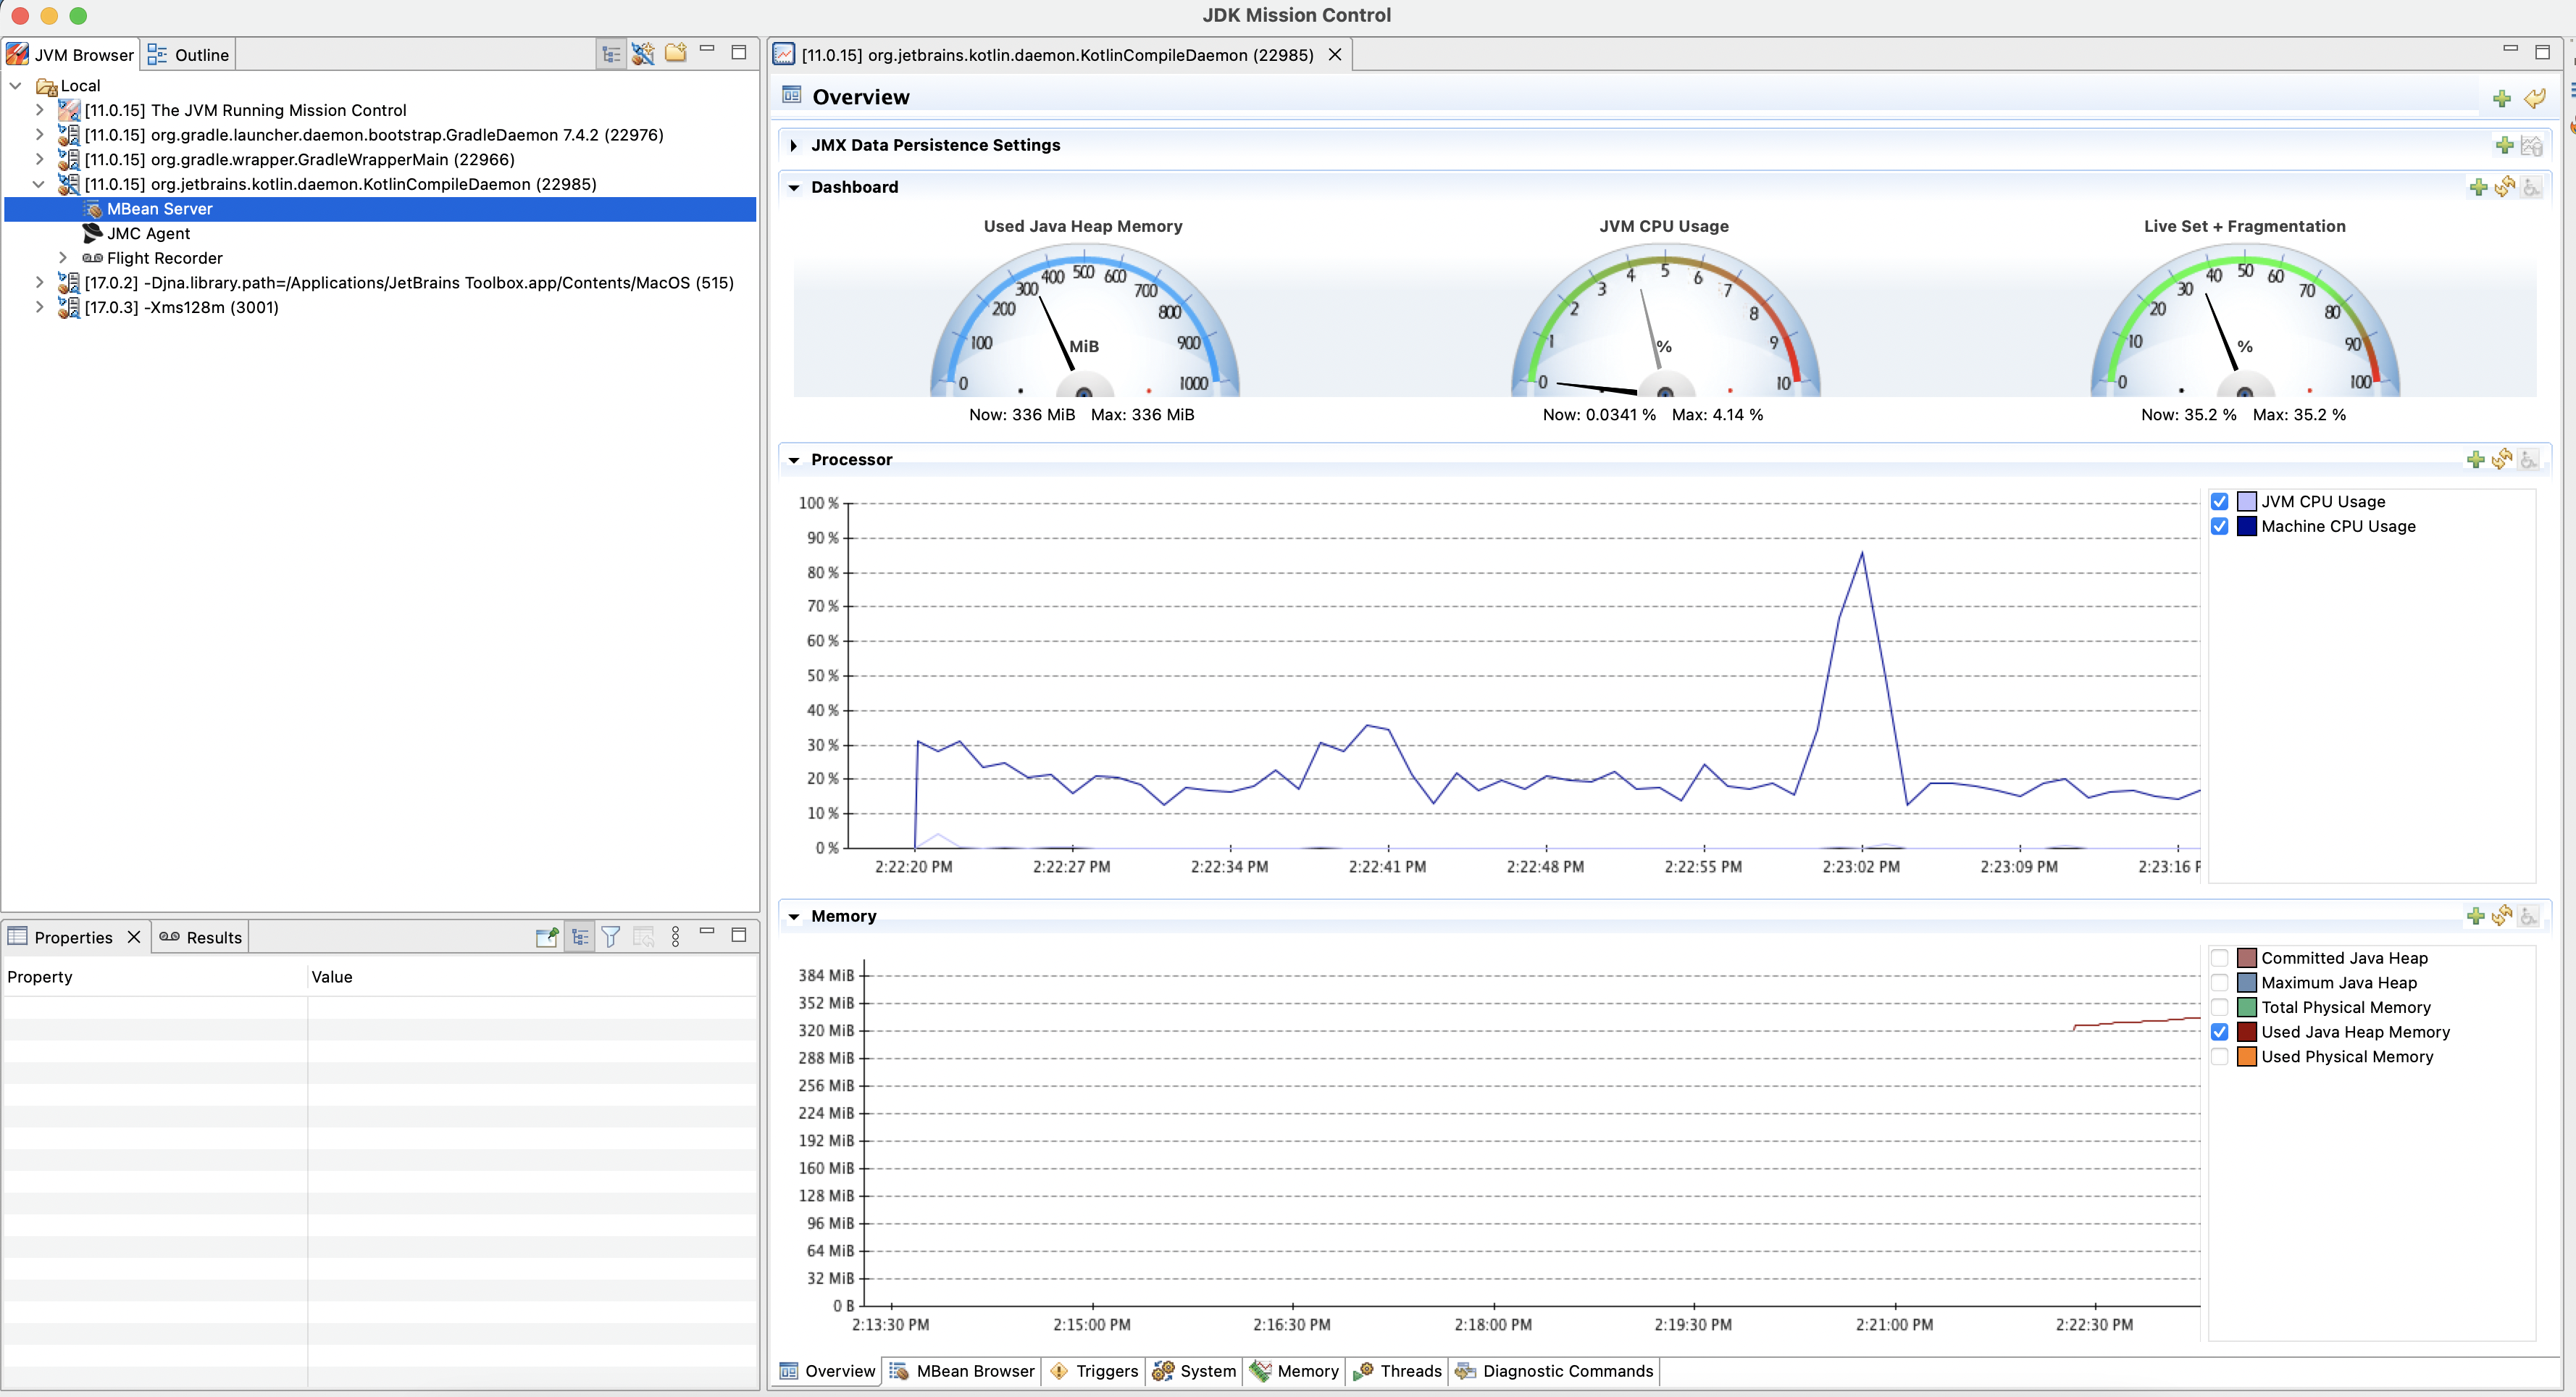 JDK Mission Control
JVM Browser
Outline
Local
[11.0.15] The JVM Running Mission Control
[11.0.15] org.gradle.launcher.daemon.bootstrap.GradleDaemon 7.4.2 (22976)
[11.0.15] org.gradle.wrapper.GradleWrapperMain (22966)
[11.0.15] org.jetbrains.kotlin.daemon.KotlinCompileDaemon (22985)
MBean Server
JMC Agent
Flight Recorder
[17.0.2] -Djna.library.path=/Applications/JetBrains Toolbox.app/Contents/MacOS (515)
[17.0.3] -Xms128m (3001)
Properties
Results
Property Value
[11.0.15] org.jetbrains.kotlin.daemon.KotlinCompileDaemon (22985)
Overview
JMX Data Persistence Settings
Dashboard
Used Java Heap Memory
0 100 200 300 400 500 600 700 800 900 1000
MiB
Now: 336 MiB Max: 336 MiB
JVM CPU Usage
0 1 2 3 4 5 6 7 8 9 10
%
Now: 0.0341 % Max: 4.14 %
Live Set + Fragmentation
0 10 20 30 40 50 60 70 80 90 100
%
Now: 35.2 % Max: 35.2 %
Processor
100 %
90 %
80 %
70 %
60 %
50 %
40 %
30 %
20 %
10 %
0 %
2:22:20 PM 2:22:27 PM 2:22:34 PM 2:22:41 PM 2:22:48 PM 2:22:55 PM 2:23:02 PM 2:23:09 PM 2:23:16 P
JVM CPU Usage
Machine CPU Usage
Memory
384 MiB
352 MiB
320 MiB
288 MiB
256 MiB
224 MiB
192 MiB
160 MiB
128 MiB
96 MiB
64 MiB
32 MiB
0 B
2:13:30 PM 2:15:00 PM 2:16:30 PM 2:18:00 PM 2:19:30 PM 2:21:00 PM 2:22:30 PM
Committed Java Heap
Maximum Java Heap
Total Physical Memory
Used Java Heap Memory
Used Physical Memory
Overview MBean Browser Triggers System Memory Threads Diagnostic Commands